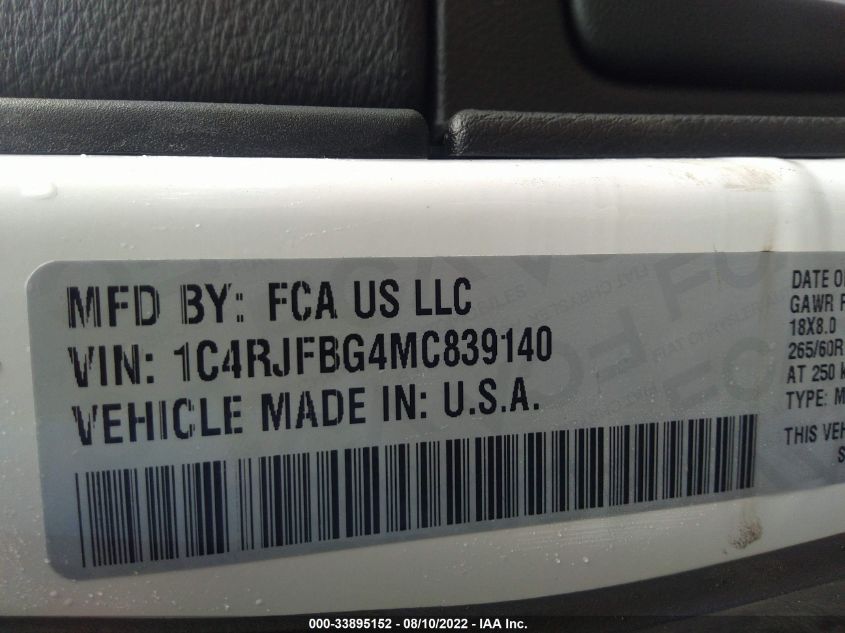 MFD BY: FCA US LLC
VIN: 1C4RJFBG4MC839140
VEHICLE MADE IN: U.S.A.
DATE O
GAWR
18X8.0
265/60R
AT 250
TYPE: M
THIS VEH
S
000-33895152 - 08/10/2022 - IAA Inc.